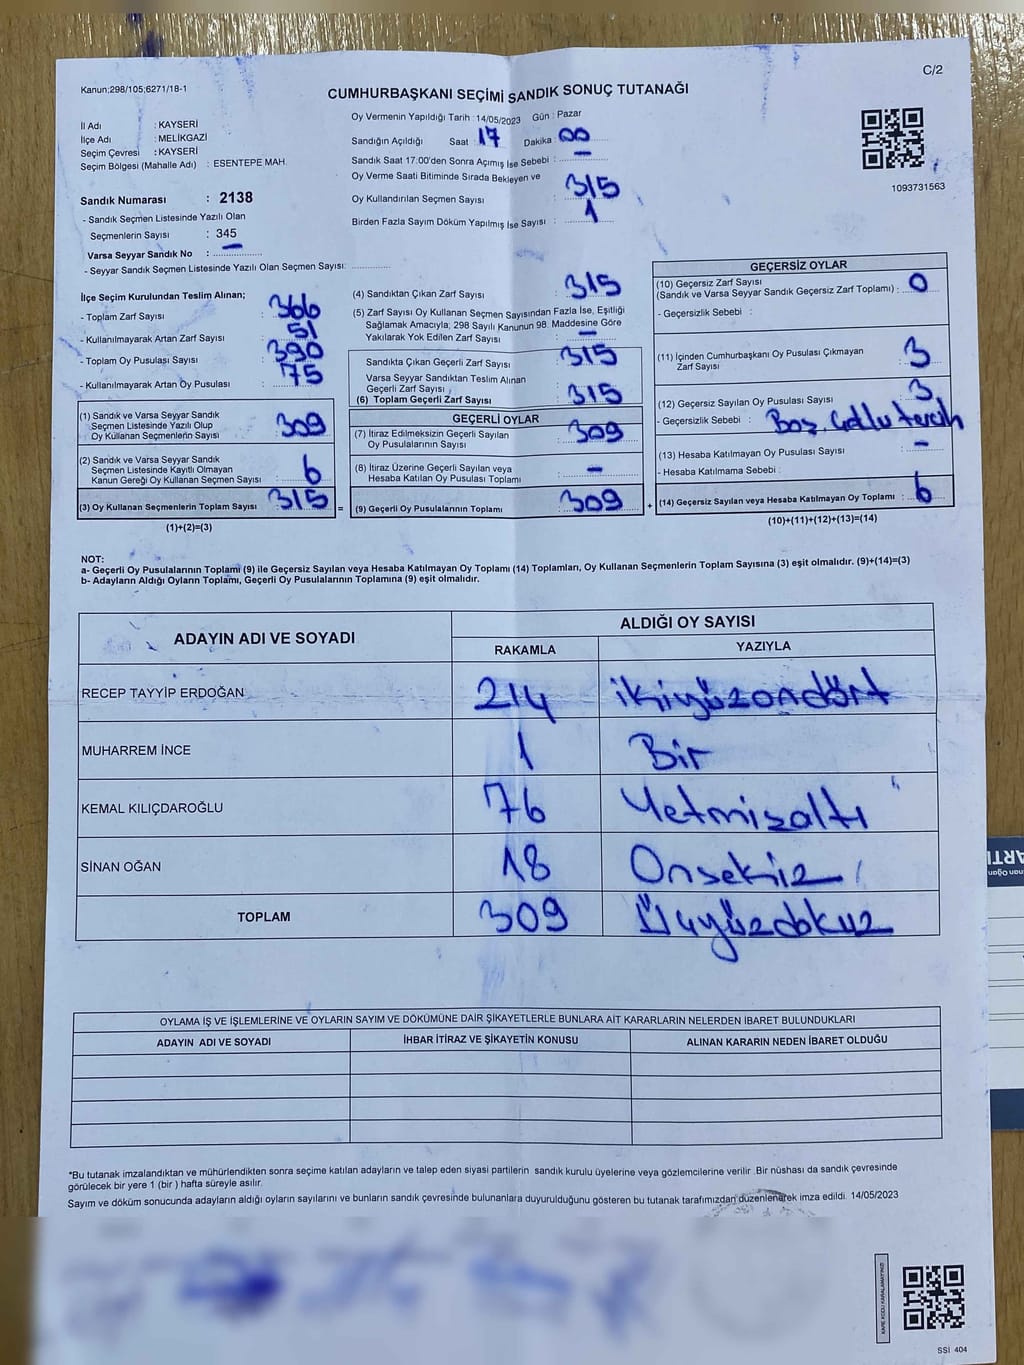 C/2
Kanun;298/105;6271/18-1
CUMHURBAŞKANI SEÇİMİ SANDIK SONUÇ TUTANAĞI
İl Adı : KAYSERİ
İlçe Adı : MELİKGAZİ
Seçim Çevresi : KAYSERİ
Seçim Bölgesi (Mahalle Adı) : ESENTEPE MAH.
Sandık Numarası : 2138
- Sandık Seçmen Listesinde Yazılı Olan
Seçmenlerin Sayısı : 345
Varsa Seyyar Sandık No : –
- Seyyar Sandık Seçmen Listesinde Yazılı Olan Seçmen Sayısı:
Oy Vermenin Yapıldığı Tarih : 14/05/2023 Gün : Pazar
Sandığın Açıldığı Saat : 17 Dakika : 00
Sandık Saat 17:00'den Sonra Açımış İse Sebebi : –
Oy Verme Saati Bitiminde Sırada Bekleyen ve
Oy Kullandırılan Seçmen Sayısı : 315
Birden Fazla Sayım Döküm Yapılmış İse Sayısı : 1
1093731563
İlçe Seçim Kurulundan Teslim Alınan;
- Toplam Zarf Sayısı : 366
- Kullanılmayarak Artan Zarf Sayısı : 51
- Toplam Oy Pusulası Sayısı : 390
- Kullanılmayarak Artan Oy Pusulası : 75
(1) Sandık ve Varsa Seyyar Sandık
Seçmen Listesinde Yazılı Olup
Oy Kullanan Seçmenlerin Sayısı : 309
(2) Sandık ve Varsa Seyyar Sandık
Seçmen Listesinde Kayıtlı Olmayan
Kanun Gereği Oy Kullanan Seçmen Sayısı : 6
(3) Oy Kullanan Seçmenlerin Toplam Sayısı : 315
(1)+(2)=(3)
(4) Sandıktan Çıkan Zarf Sayısı : 315
(5) Zarf Sayısı Oy Kullanan Seçmen Sayısından Fazla İse, Eşitliği
Sağlamak Amacıyla; 298 Sayılı Kanunun 98. Maddesine Göre
Yakılarak Yok Edilen Zarf Sayısı : –
Sandıkta Çıkan Geçerli Zarf Sayısı : 315
Varsa Seyyar Sandıktan Teslim Alınan
Geçerli Zarf Sayısı :
(6) Toplam Geçerli Zarf Sayısı : 315
GEÇERLİ OYLAR
(7) İtiraz Edilmeksizin Geçerli Sayılan
Oy Pusulalarının Sayısı : 309
(8) İtiraz Üzerine Geçerli Sayılan veya
Hesaba Katılan Oy Pusulası Toplamı : –
= (9) Geçerli Oy Pusulalarının Toplamı : 309 +
GEÇERSİZ OYLAR
(10) Geçersiz Zarf Sayısı
(Sandık ve Varsa Seyyar Sandık Geçersiz Zarf Toplamı) : 0
- Geçersizlik Sebebi :
(11) İçinden Cumhurbaşkanı Oy Pusulası Çıkmayan
Zarf Sayısı : 3
(12) Geçersiz Sayılan Oy Pusulası Sayısı : 3
- Geçersizlik Sebebi : Boş, Çoklu tercih
(13) Hesaba Katılmayan Oy Pusulası Sayısı : –
- Hesaba Katılmama Sebebi :
(14) Geçersiz Sayılan veya Hesaba Katılmayan Oy Toplamı : 6
(10)+(11)+(12)+(13)=(14)
NOT:
a- Geçerli Oy Pusulalarının Toplamı (9) ile Geçersiz Sayılan veya Hesaba Katılmayan Oy Toplamı (14) Toplamları, Oy Kullanan Seçmenlerin Toplam Sayısına (3) eşit olmalıdır. (9)+(14)=(3)
b- Adayların Aldığı Oyların Toplamı, Geçerli Oy Pusulalarının Toplamına (9) eşit olmalıdır.
ADAYIN ADI VE SOYADI ALDIĞI OY SAYISI
RAKAMLA YAZIYLA
RECEP TAYYİP ERDOĞAN 214 ikiyüzondört
MUHARREM İNCE 1 Bir
KEMAL KILIÇDAROĞLU 76 Yetmişaltı
SİNAN OĞAN 18 Onsekiz
TOPLAM 309 Üçyüzdokuz
OYLAMA İŞ VE İŞLEMLERİNE VE OYLARIN SAYIM VE DÖKÜMÜNE DAİR ŞİKAYETLERLE BUNLARA AİT KARARLARIN NELERDEN İBARET BULUNDUKLARI
ADAYIN ADI VE SOYADI İHBAR İTİRAZ VE ŞİKAYETİN KONUSU ALINAN KARARIN NEDEN İBARET OLDUĞU
*Bu tutanak imzalandıktan ve mühürlendikten sonra seçime katılan adayların ve talep eden siyasi partilerin sandık kurulu üyelerine veya gözlemcilerine verilir .Bir nüshası da sandık çevresinde
görülecek bir yere 1 (bir ) hafta süreyle asılır.
Sayım ve döküm sonucunda adayların aldığı oyların sayılarını ve bunların sandık çevresinde bulunanlara duyurulduğunu gösteren bu tutanak tarafımızdan düzenlenerek imza edildi. 14/05/2023
KARE KODU KARALAMAYINIZ!
SSİ 404